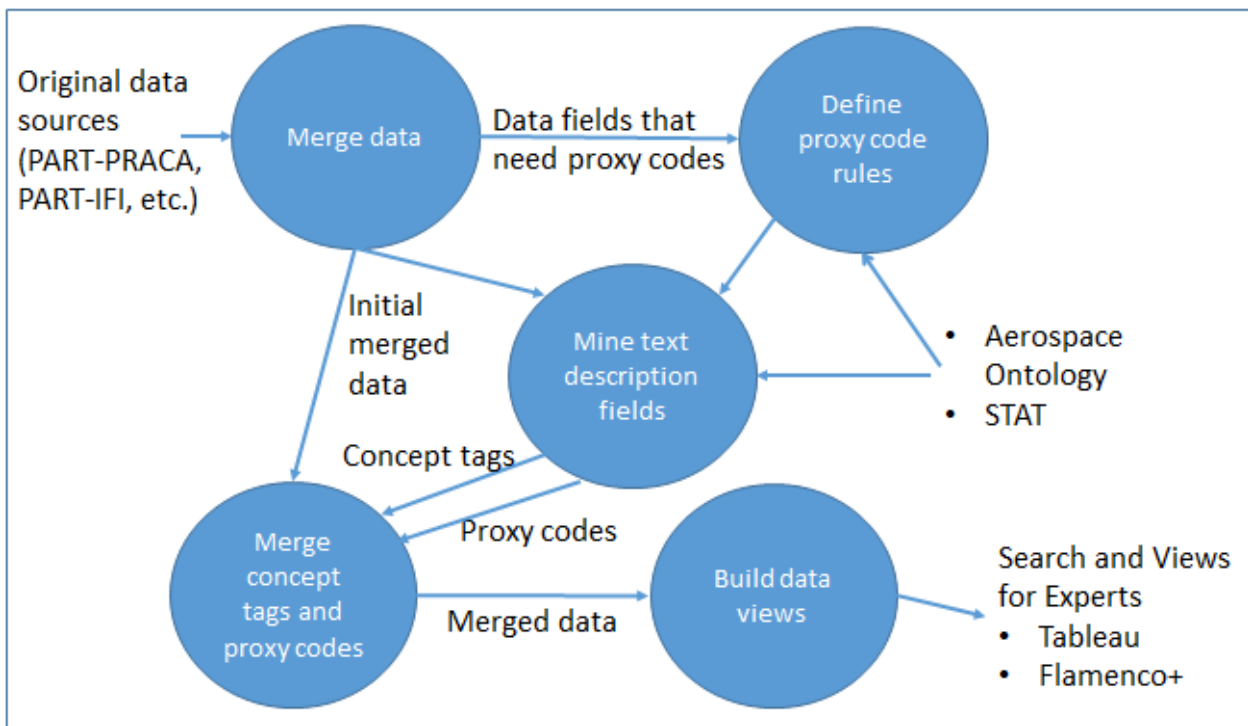 Original data
sources
(PART-PRACA,
PART-IFI, etc.)
Merge data
Data fields that
need proxy codes
Define
proxy code
rules
Initial
merged
data
Mine text
description
fields
• Aerospace
Ontology
• STAT
Concept tags
Proxy codes
Merge
concept
tags and
proxy codes
Merged data
Build data
views
Search and Views
for Experts
• Tableau
• Flamenco+